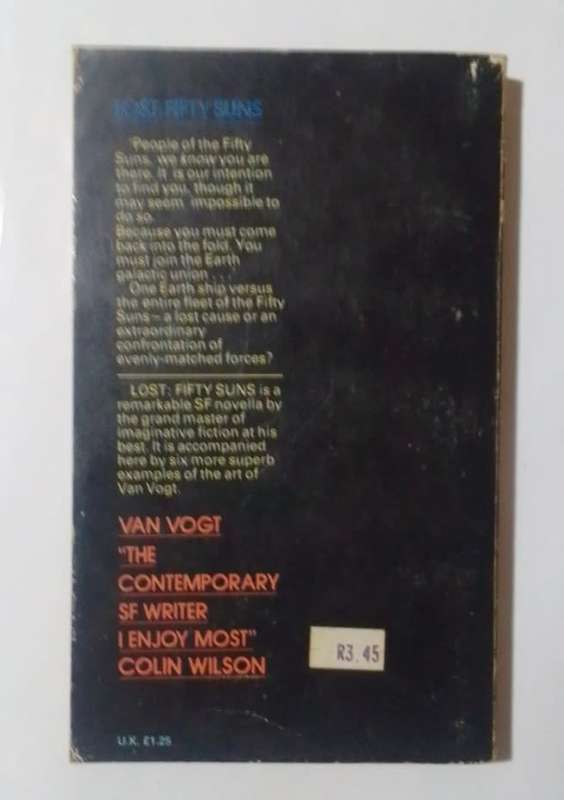 LOST: FIFTY SUNS
'People of the Fifty
Suns, we know you are
there. It is our intention
to find you, though it
may seem impossible to
do so.
Because you must come
back into the fold. You
must join the Earth
galactic union . . .'
One Earth ship versus
the entire fleet of the Fifty
Suns – a lost cause or an
extraordinary
confrontation of
evenly-matched forces?
LOST: FIFTY SUNS is a
remarkable SF novella by
the grand master of
imaginative fiction at his
best. It is accompanied
here by six more superb
examples of the art of
Van Vogt.
VAN VOGT
"THE
CONTEMPORARY
SF WRITER
I ENJOY MOST"
COLIN WILSON
R3.45
U.K. £1.25